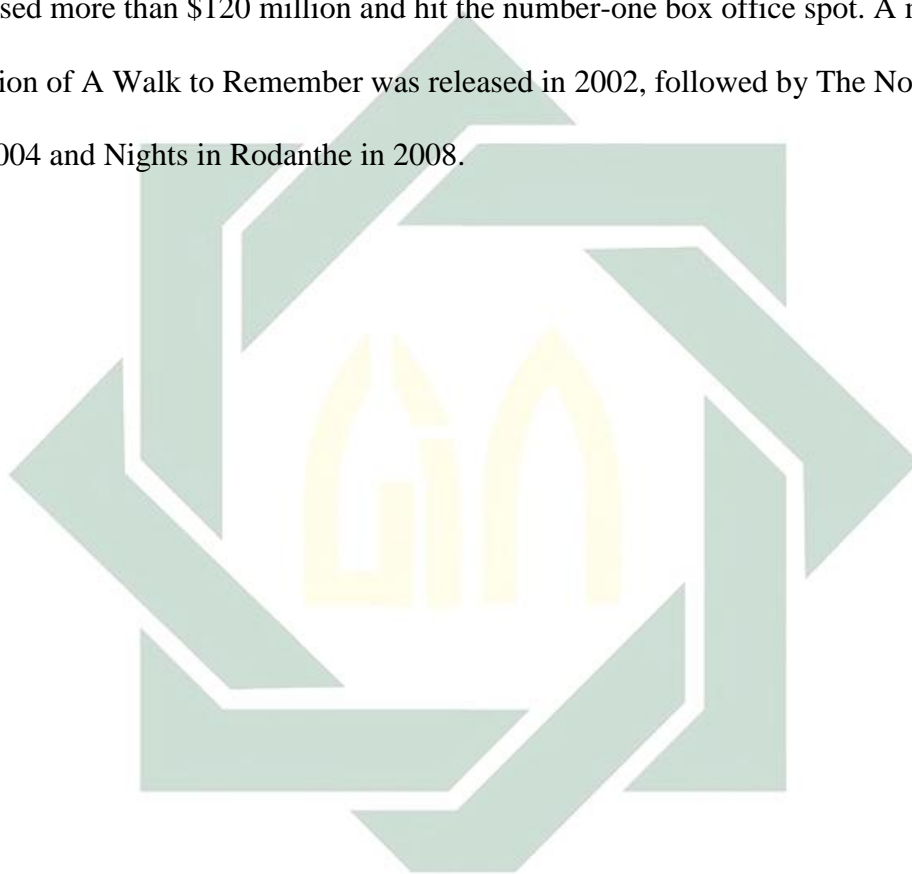 sed more than $120 million and hit the number-one box office spot. A
ion of A Walk to Remember was released in 2002, followed by The No
004 and Nights in Rodanthe in 2008.